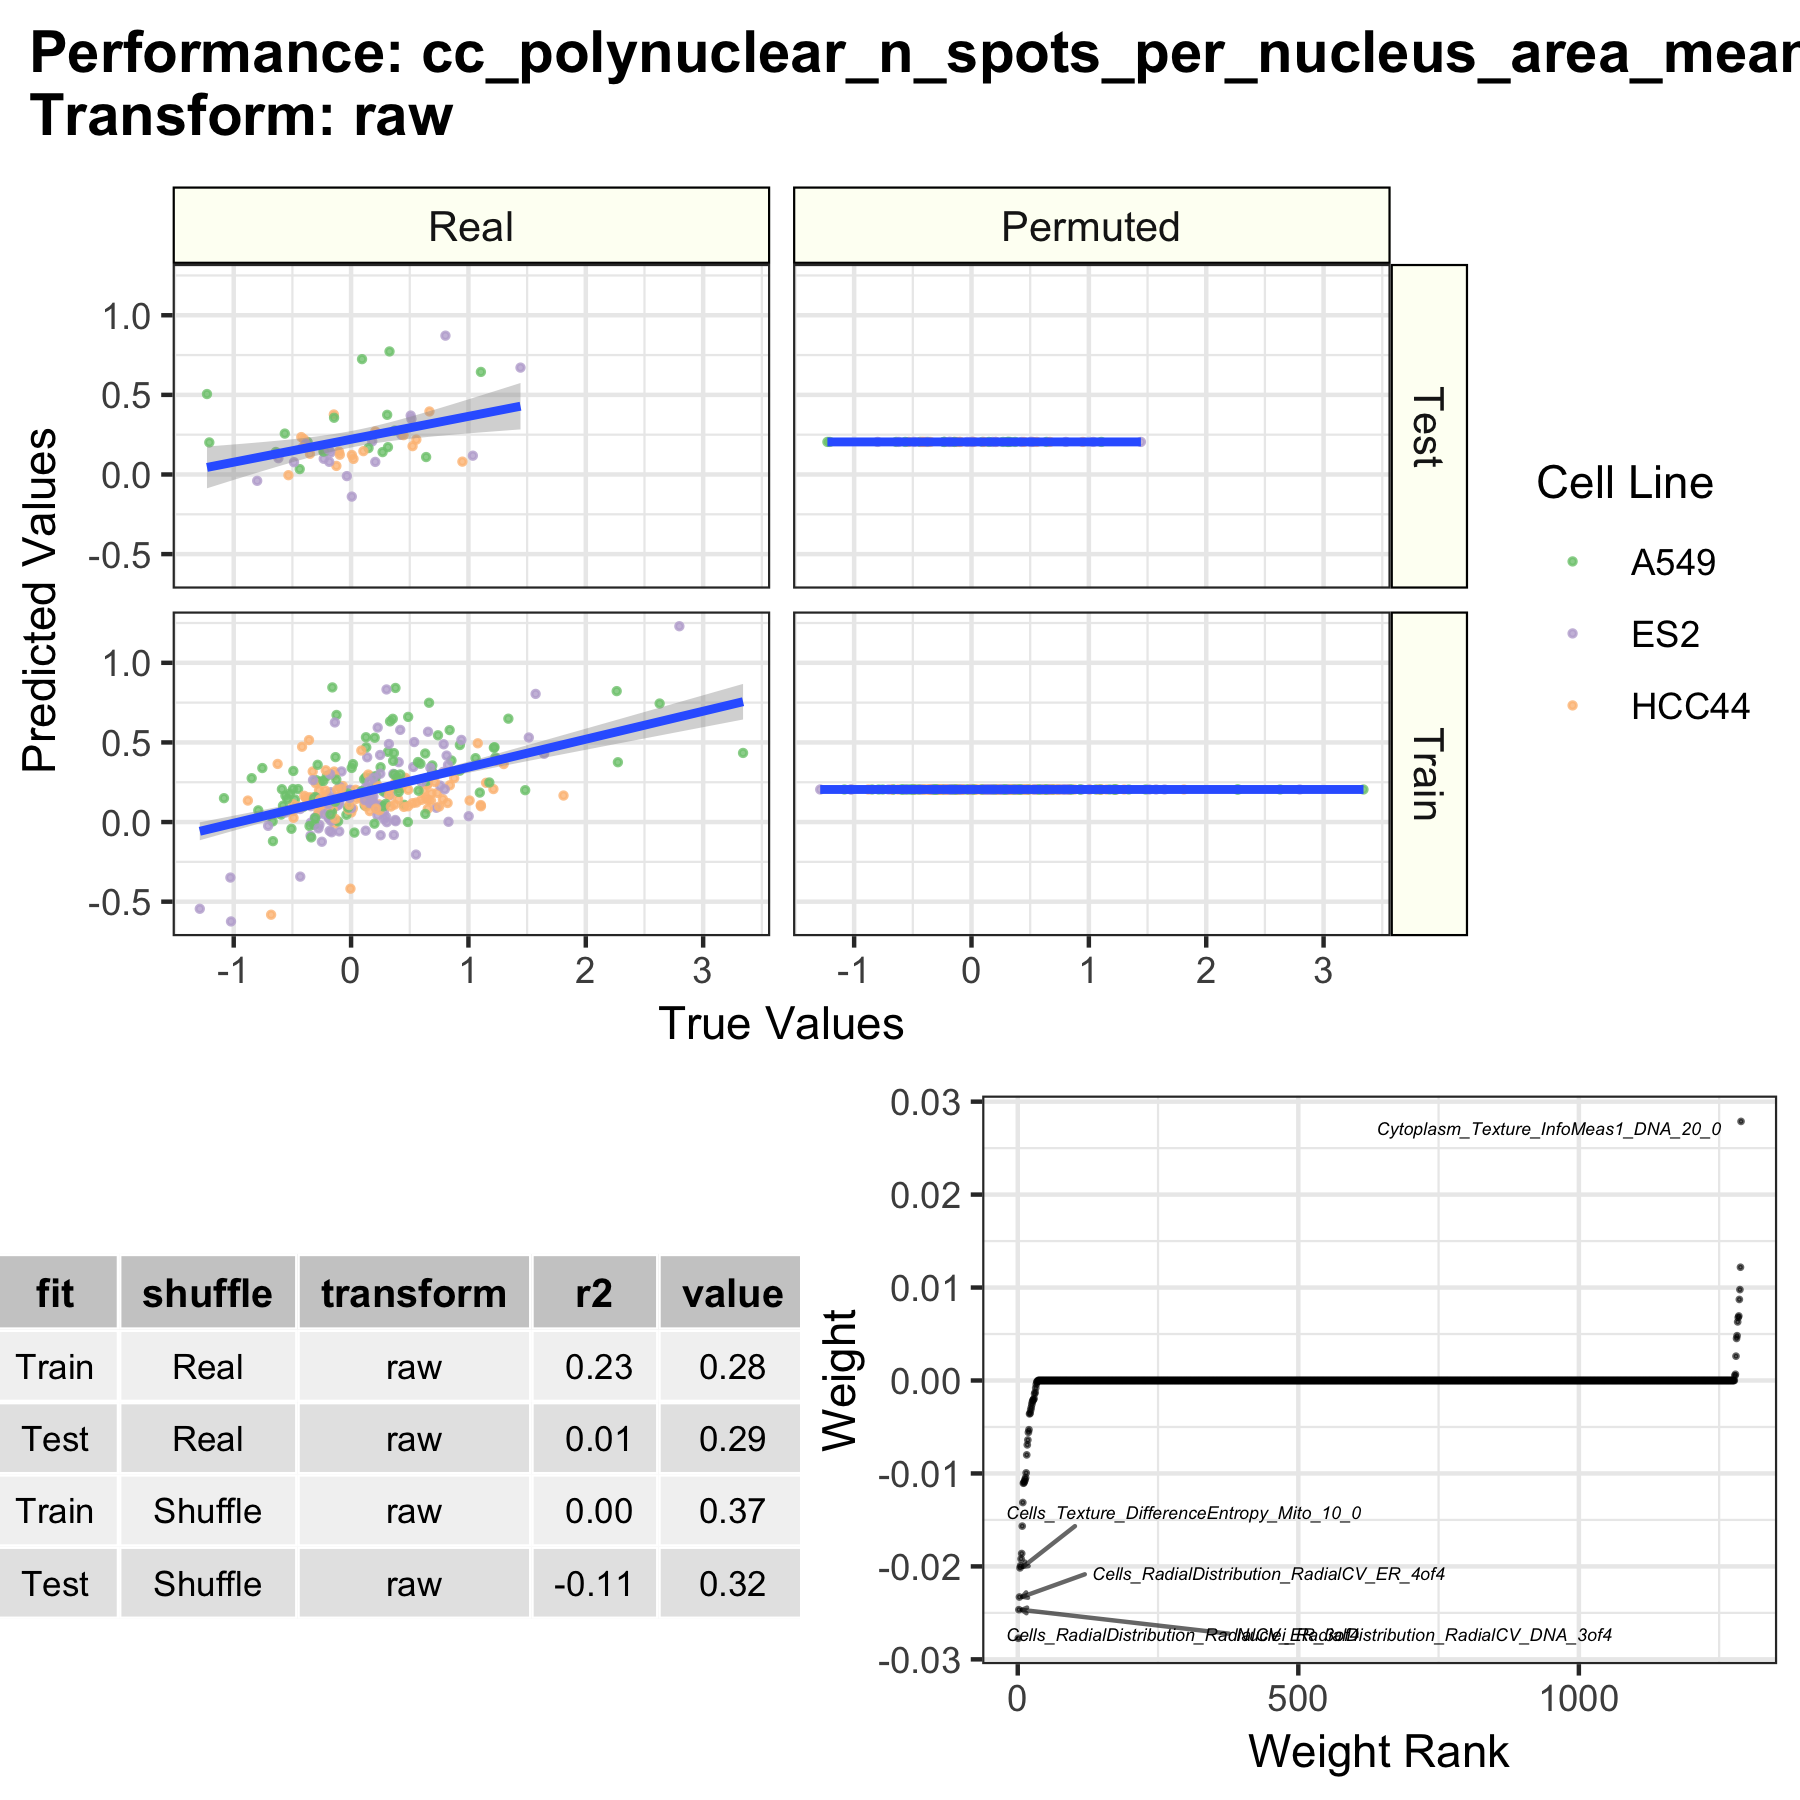 Performance: cc_polynuclear_n_spots_per_nucleus_area_mean
Transform: raw
Real
Permuted
1.0
0.5
0.0
-0.5
Test
1.0
0.5
0.0
-0.5
Train
-1 0 1 2 3
-1 0 1 2 3
Predicted Values
True Values
Cell Line
A549
ES2
HCC44
fit shuffle transform r2 value
Train Real raw 0.23 0.28
Test Real raw 0.01 0.29
Train Shuffle raw 0.00 0.37
Test Shuffle raw -0.11 0.32
Weight
0.03
0.02
0.01
0.00
-0.01
-0.02
-0.03
Cytoplasm_Texture_InfoMeas1_DNA_20_0
Cells_Texture_DifferenceEntropy_Mito_10_0
Cells_RadialDistribution_RadialCV_ER_4of4
Cells_RadialDistribution_RadialCV_ER_3of4
Nuclei_RadialDistribution_RadialCV_DNA_3of4
0 500 1000
Weight Rank